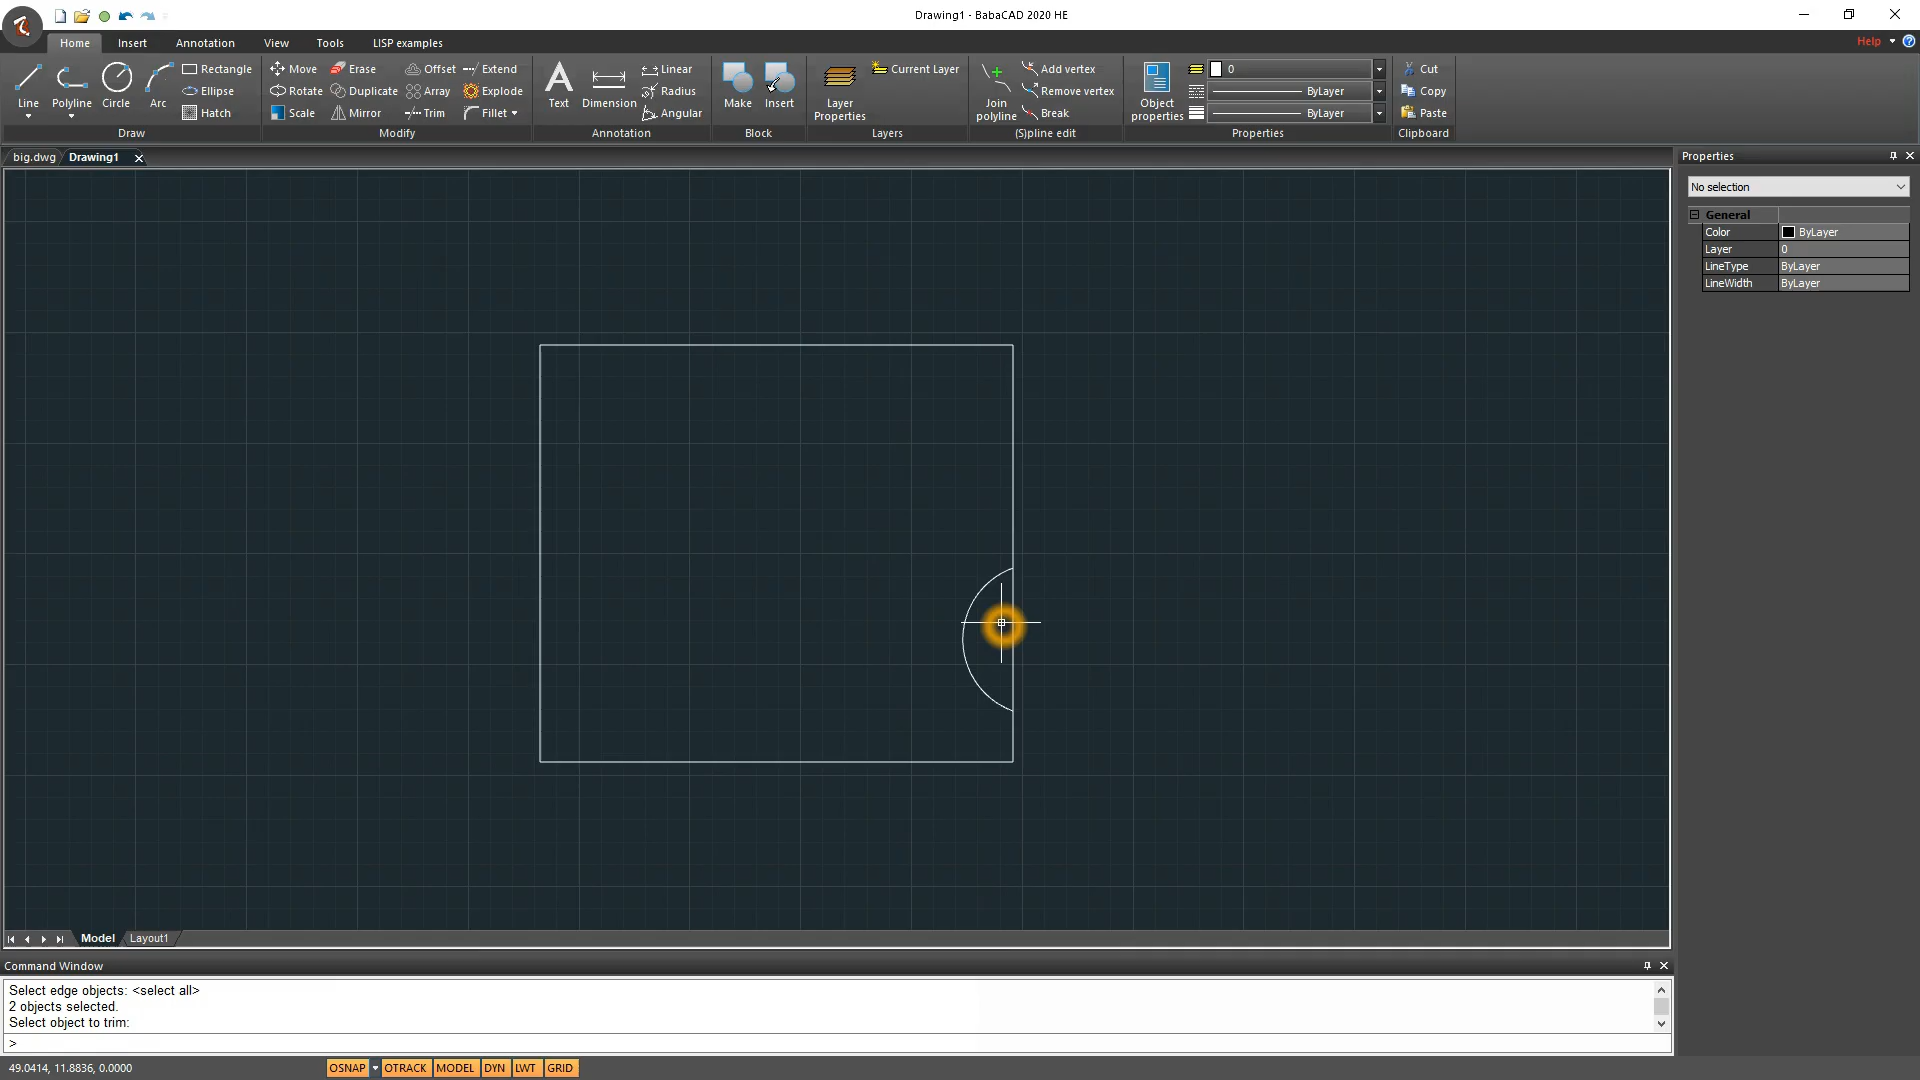 Drawing1 - BabaCAD 2020 HE
Home Insert Annotation View Tools LISP examples Help
Line Polyline Circle Arc Rectangle Ellipse Hatch
Draw
Move Erase Offset Extend
Rotate Duplicate Array Explode
Scale Mirror Trim Fillet
Modify
Text Dimension Linear Radius Angular
Annotation
Make Insert
Block
Layer Properties Current Layer
Layers
Join polyline Add vertex Remove vertex Break
(S)pline edit
Object properties 0 ByLayer ByLayer
Properties
Cut
Copy
Paste
Clipboard
big.dwg Drawing1
Properties
No selection
General
Color ByLayer
Layer 0
LineType ByLayer
LineWidth ByLayer
Model Layout1
Command Window
Select edge objects: <select all>
2 objects selected.
Select object to trim:
>
49.0414, 11.8836, 0.0000 OSNAP OTRACK MODEL DYN LWT GRID